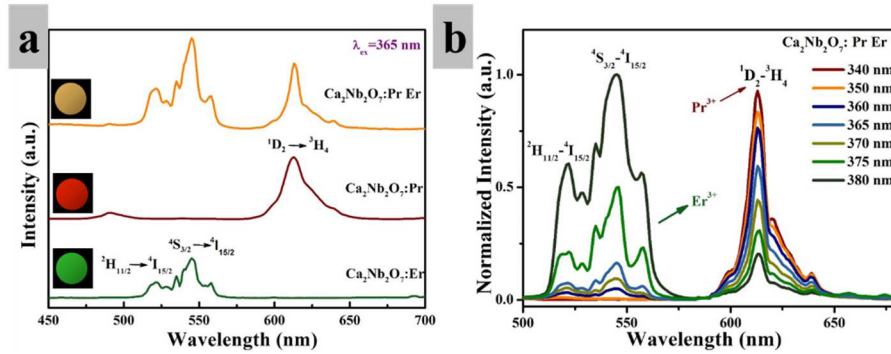 a
λex=365 nm
Ca2Nb2O7:Pr Er
1D2→3H4
Ca2Nb2O7:Pr
4S3/2→4I15/2
2H11/2→4I15/2
Ca2Nb2O7:Er
Intensity (a.u.)
450 500 550 600 650 700
Wavelength (nm)
b
Ca2Nb2O7: Pr Er
4S3/2-4I15/2
1D2-3H4
2H11/2-4I15/2
Pr3+
Er3+
340 nm
350 nm
360 nm
365 nm
370 nm
375 nm
380 nm
Normalized Intensity (a.u.)
1.0
0.5
0.0
500 550 600 650
Wavelength (nm)